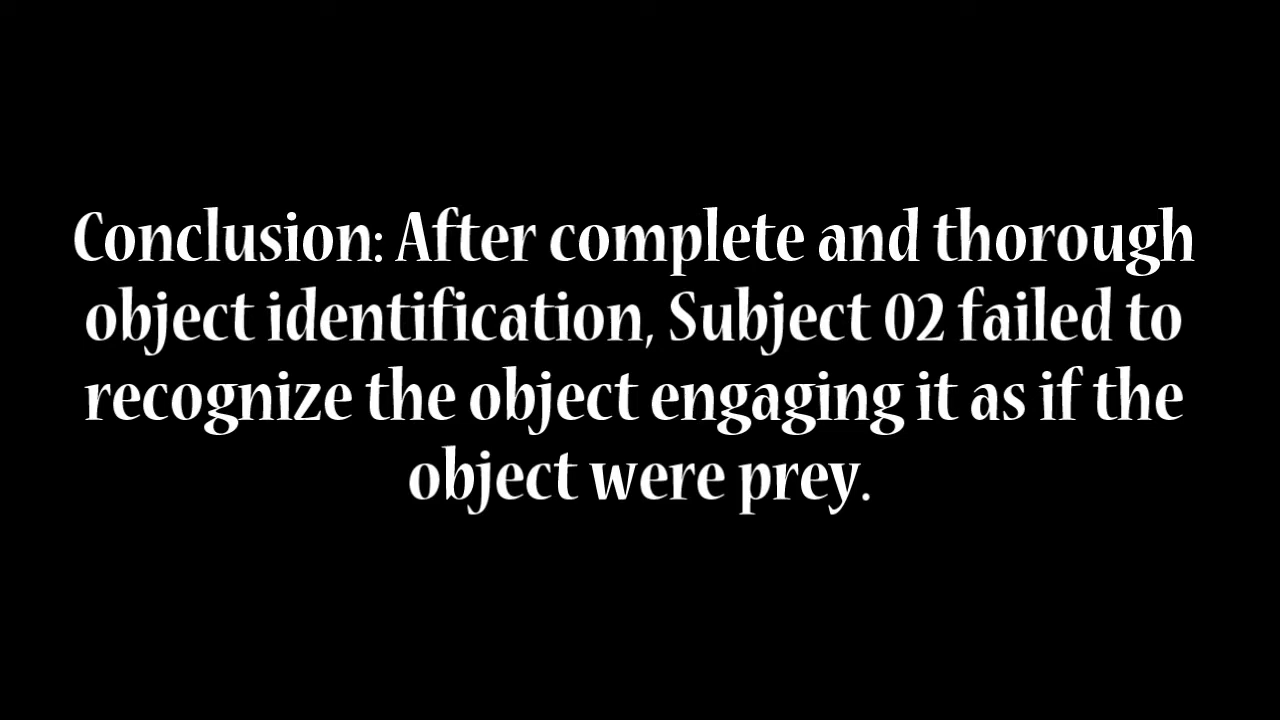 Conclusion: After complete and thorough
object identification, Subject 02 failed to
recognize the object engaging it as if the
object were prey.